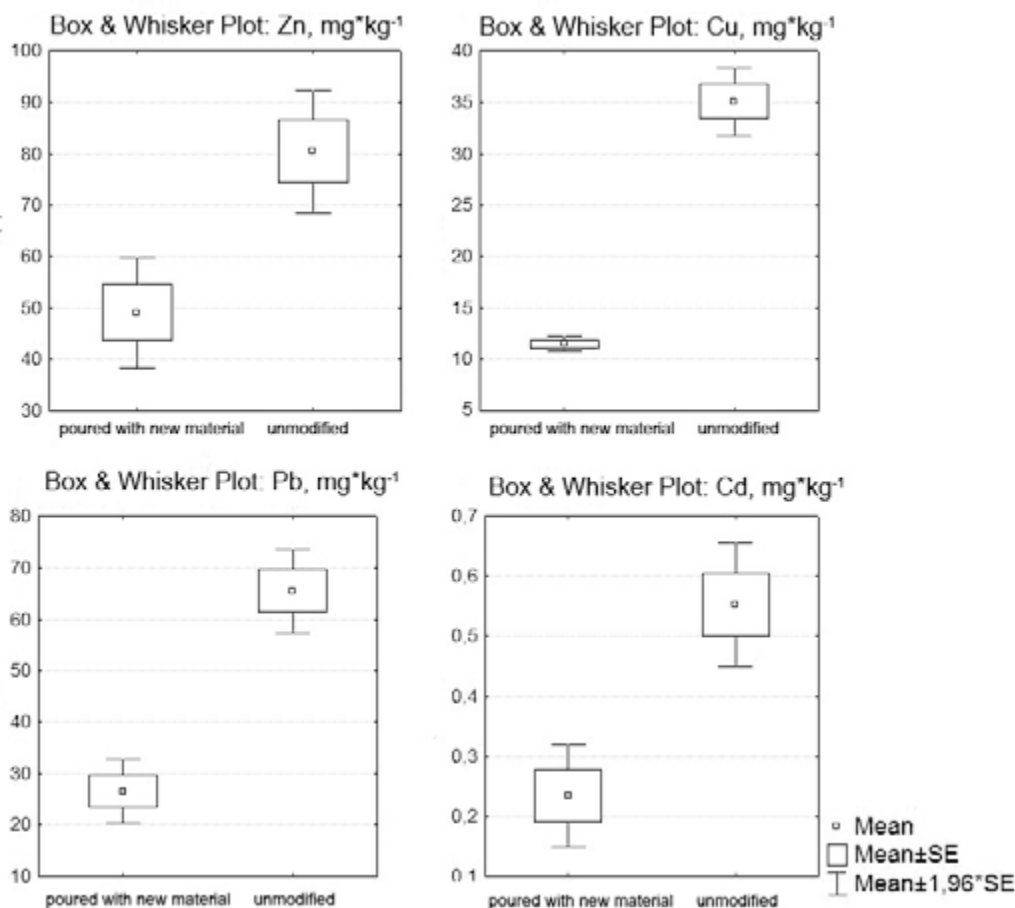 Box & Whisker Plot: Zn, mg*kg⁻¹
100
90
80
70
60
50
40
30
poured with new material unmodified
Box & Whisker Plot: Cu, mg*kg⁻¹
40
35
30
25
20
15
10
5
poured with new material unmodified
Box & Whisker Plot: Pb, mg*kg⁻¹
80
70
60
50
40
30
20
10
poured with new material unmodified
Box & Whisker Plot: Cd, mg*kg⁻¹
0,7
0,6
0,5
0,4
0,3
0,2
0 1
poured with new material unmodified
Mean
Mean±SE
Mean±1,96*SE